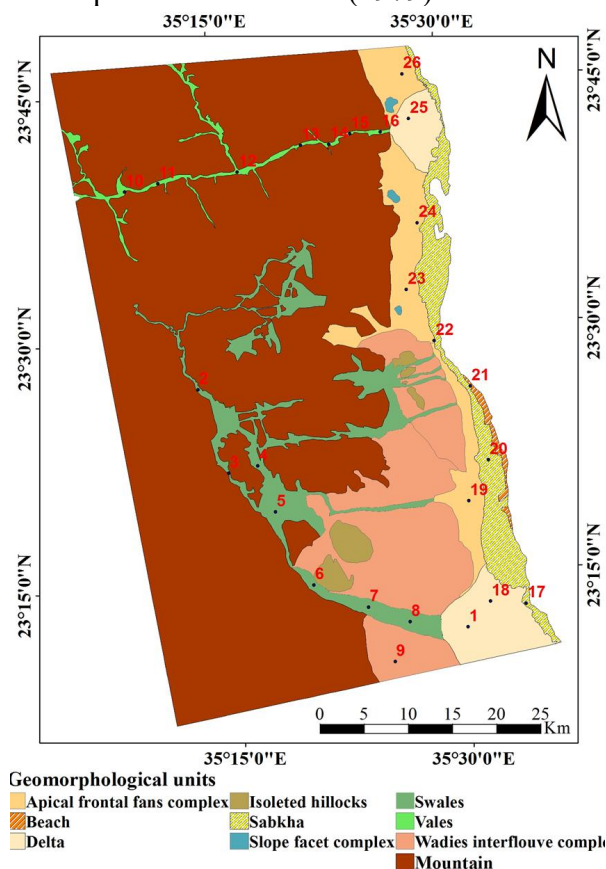 35°15'0"E 35°30'0"E
N
23°45'0"N 23°45'0"N
26
25
16
15
14
13
12
11
10
24
23
23°30'0"N 23°30'0"N
22
21
2
20
4
3
19
5
6
18
17
23°15'0"N 23°15'0"N
7
8
1
9
0 5 10 15 20 25
Km
35°15'0"E 35°30'0"E
Geomorphological units
Apical frontal fans complex Isoleted hillocks Swales
Beach Sabkha Vales
Delta Slope facet complex Wadies interflouve comple
Mountain